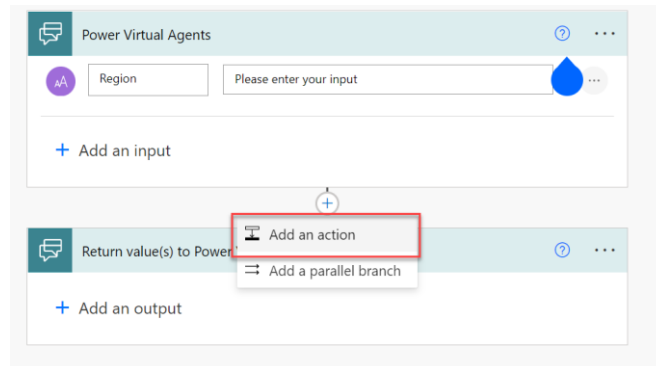 Power Virtual Agents
AA Region Please enter your input
+ Add an input
Add an action
Return value(s) to Power
Add a parallel branch
+ Add an output